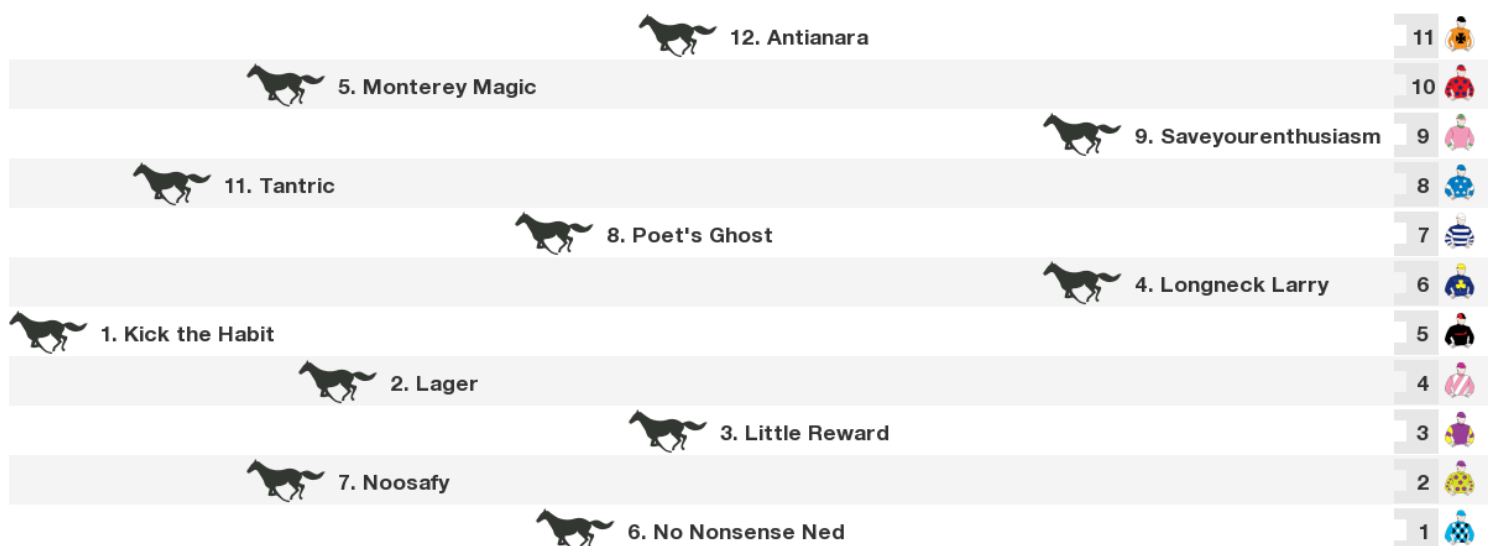 12. Antianara 11
5. Monterey Magic 10
9. Saveyourenthusiasm 9
11. Tantric 8
8. Poet's Ghost 7
4. Longneck Larry 6
1. Kick the Habit 5
2. Lager 4
3. Little Reward 3
7. Noosafy 2
6. No Nonsense Ned 1